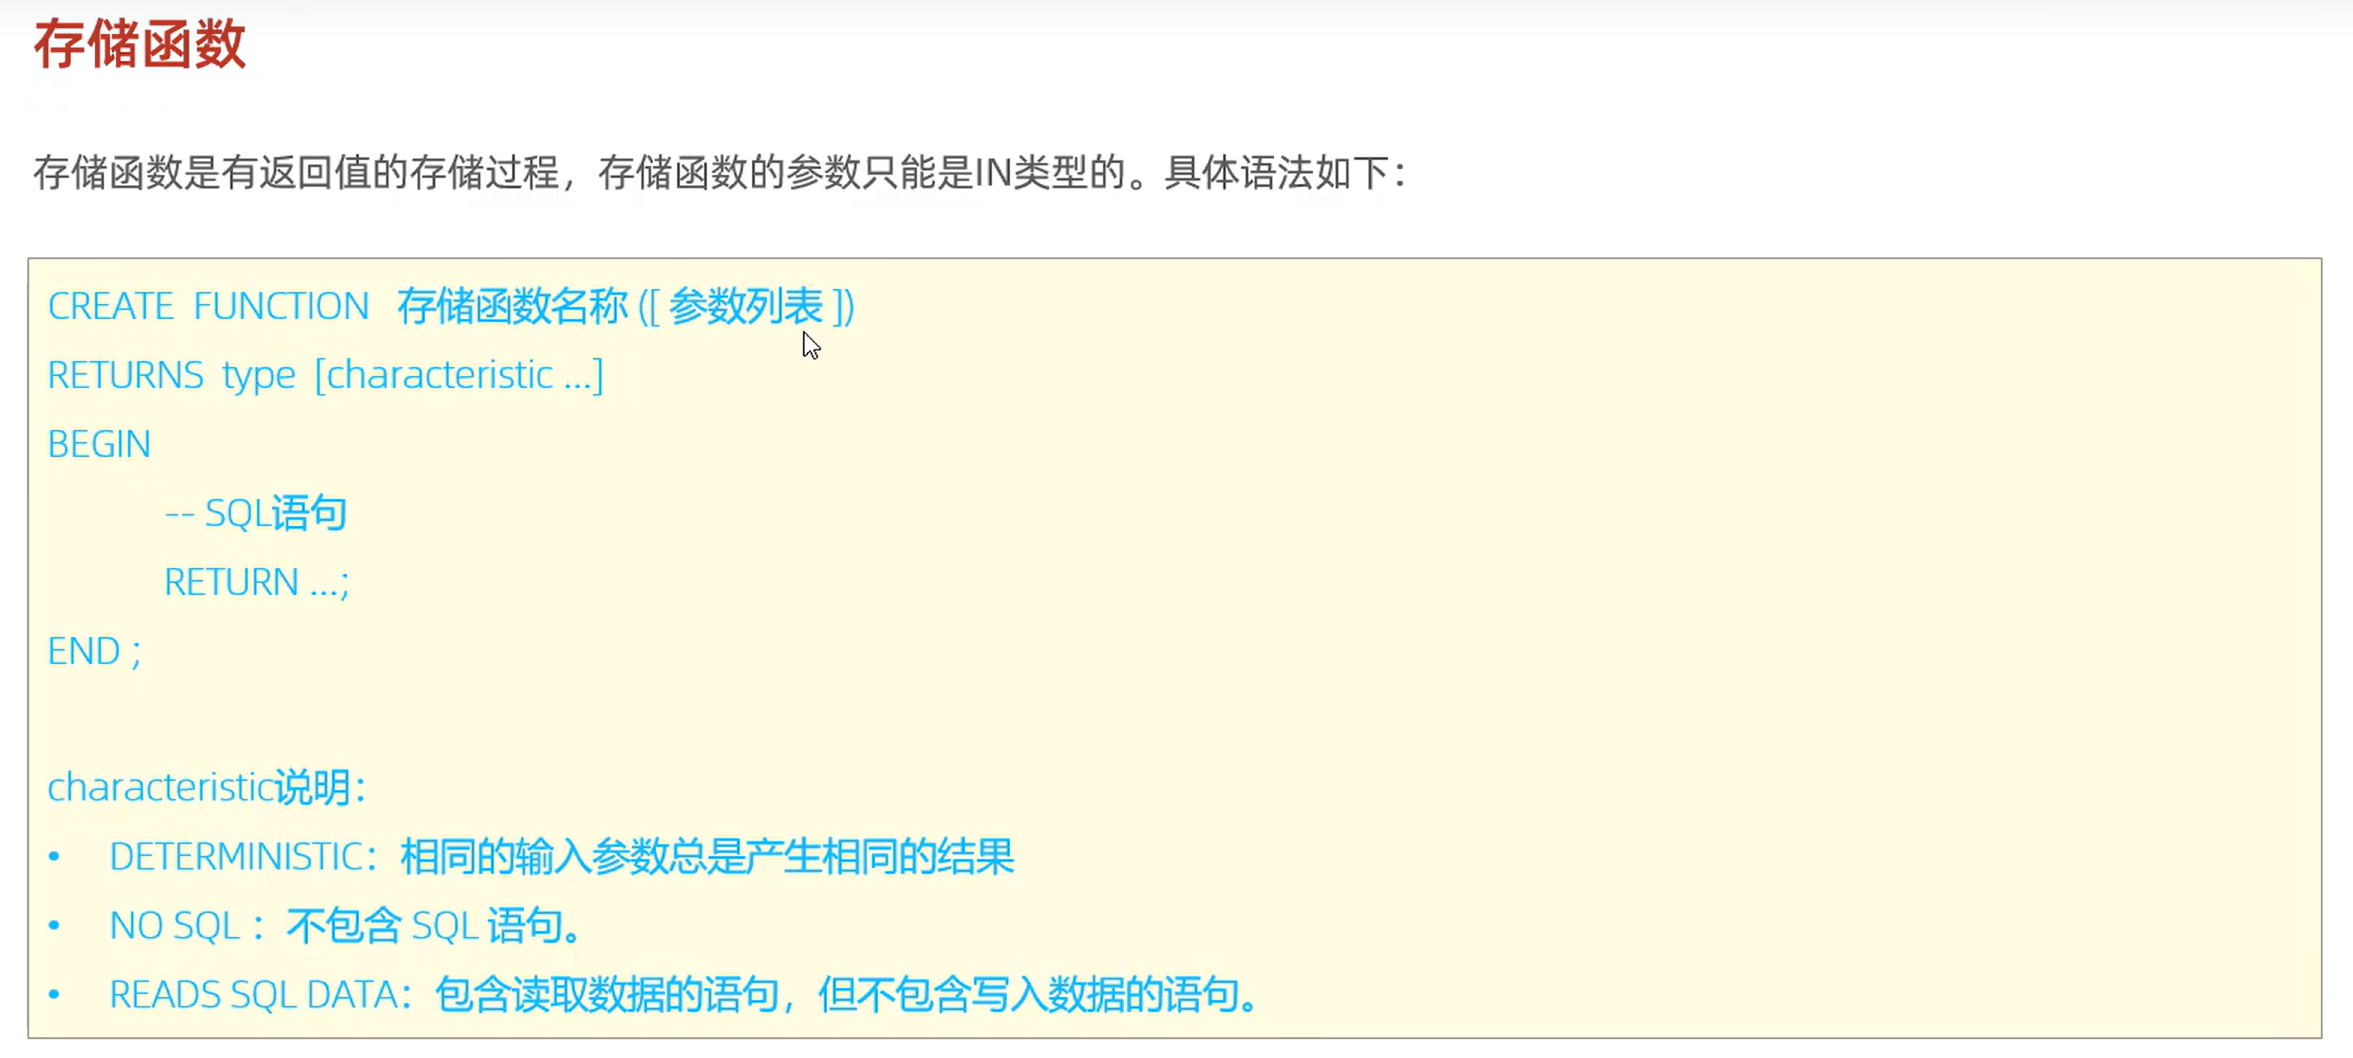 存储函数
存储函数是有返回值的存储过程，存储函数的参数只能是IN类型的。具体语法如下：
CREATE FUNCTION 存储函数名称 ([ 参数列表 ])
RETURNS type [characteristic ...]
BEGIN
-- SQL语句
RETURN ...;
END ;
characteristic说明：
• DETERMINISTIC：相同的输入参数总是产生相同的结果
• NO SQL ：不包含 SQL 语句。
• READS SQL DATA：包含读取数据的语句，但不包含写入数据的语句。